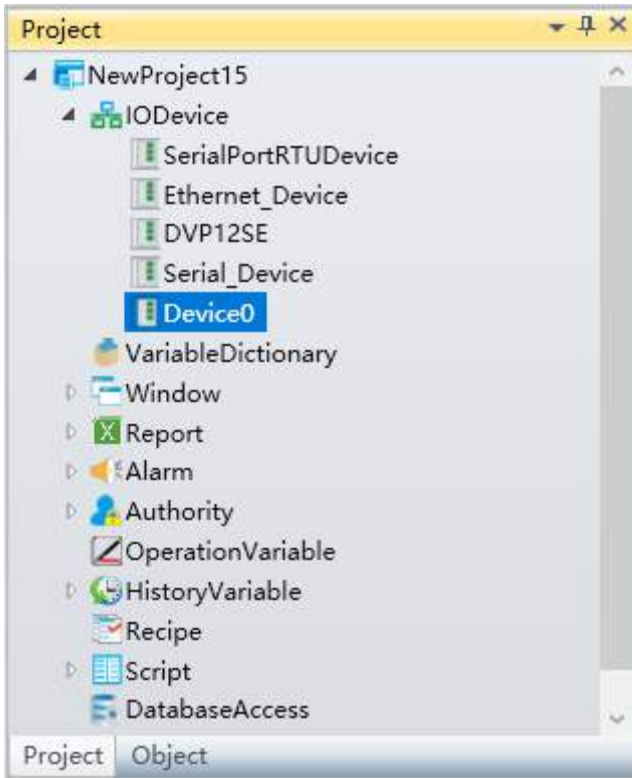 Project
NewProject15
IODevice
SerialPortRTUDevice
Ethernet_Device
DVP12SE
Serial_Device
Device0
VariableDictionary
Window
Report
Alarm
Authority
OperationVariable
HistoryVariable
Recipe
Script
DatabaseAccess
Project Object